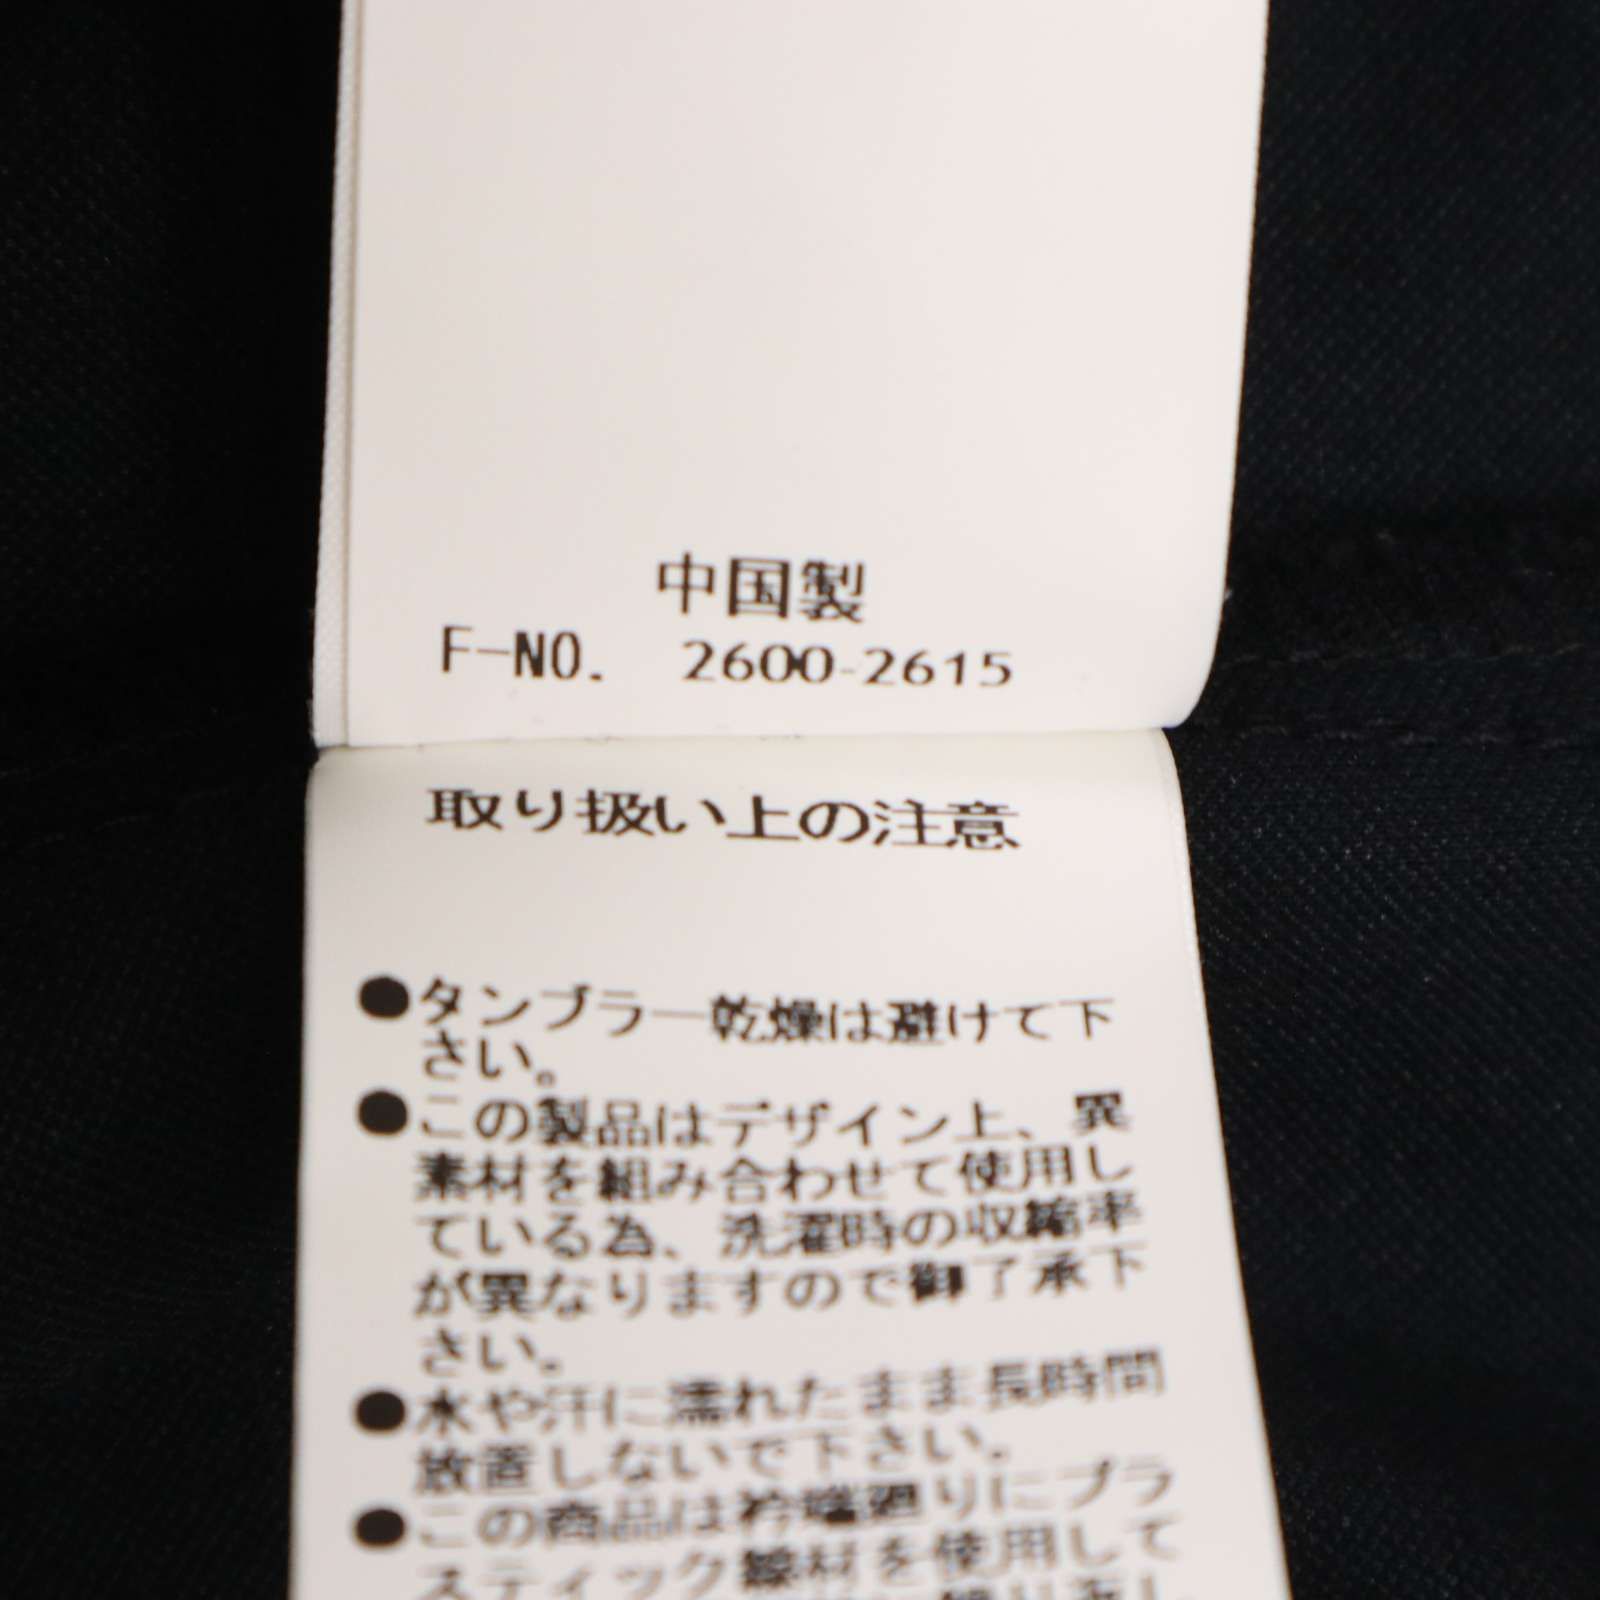 中国製
F-NO. 2600-2615
取り扱い上の注意
●タンブラー乾燥は避けて下
さい。
●この製品はデザイン上、異
素材を組み合わせて使用し
ている為、洗濯時の収縮率
が異なりますので御了承下
さい。
●水や汗に濡れたまま長時間
放置しないで下さい。
●この商品は衿端廻りにプラ
スティック線材を使用して